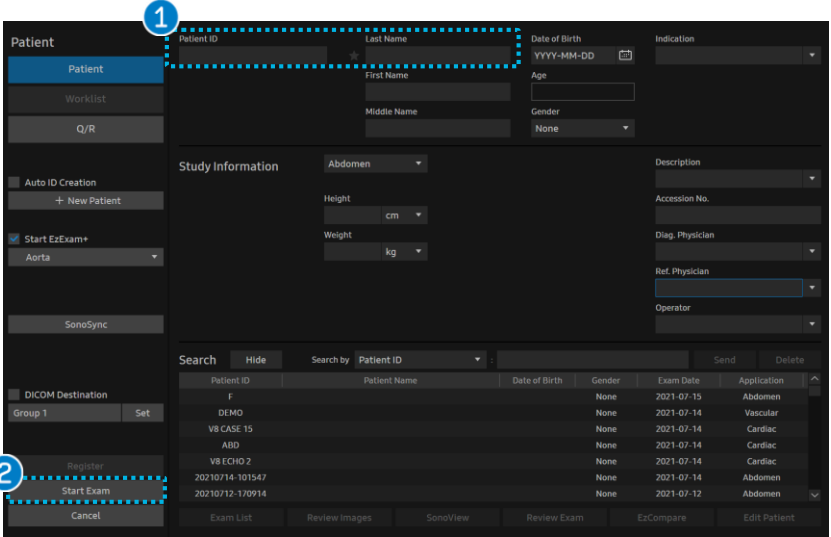 1
Patient
Patient
Worklist
Q/R
Auto ID Creation
+ New Patient
Start EzExam+
Aorta
SonoSync
DICOM Destination
Group 1 Set
Register
2
Start Exam
Cancel
Patient ID Last Name Date of Birth Indication
YYYY-MM-DD
First Name Age
Middle Name Gender
None
Study Information Abdomen Description
Height Accession No.
cm
Weight Diag. Physician
kg
Ref. Physician
Operator
Search Hide Search by Patient ID : Send Delete
Patient ID Patient Name Date of Birth Gender Exam Date Application
F None 2021-07-15 Abdomen
DEMO None 2021-07-14 Vascular
V8 CASE 15 None 2021-07-14 Cardiac
ABD None 2021-07-14 Cardiac
V8 ECHO 2 None 2021-07-14 Cardiac
20210714-101547 None 2021-07-14 Abdomen
20210712-170914 None 2021-07-12 Abdomen
Exam List Review Images SonoView Review Exam EzCompare Edit Patient